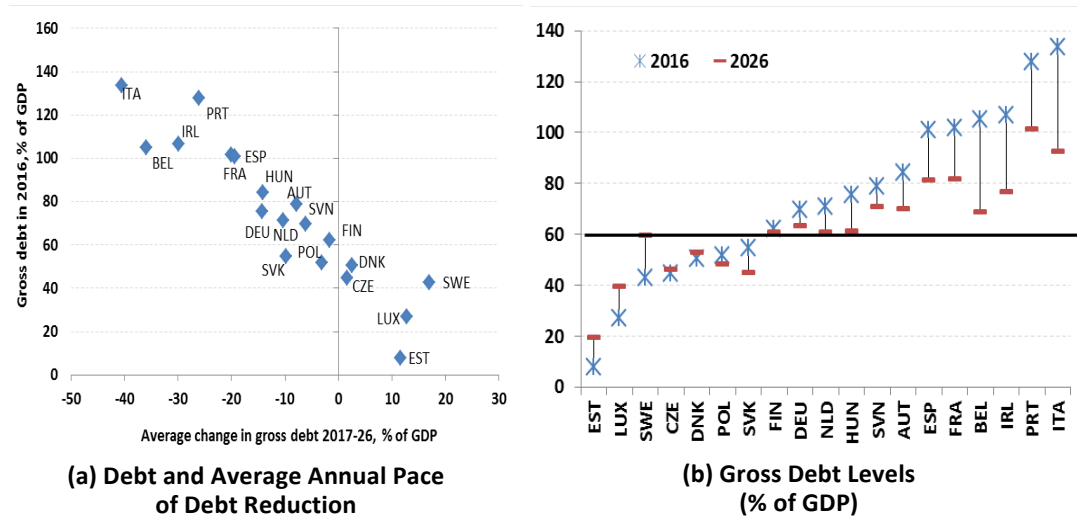 160
140
120
100
80
60
40
20
0
-50
-40
-30
-20
-10
0
10
20
30
Gross debt in 2016, % of GDP
ITA
PRT
IRL
BEL
ESP
FRA
HUN
AUT
SVN
DEU
NLD
FIN
POL
SVK
DNK
CZE
SWE
LUX
EST
Average change in gross debt 2017-26, % of GDP
(a) Debt and Average Annual Pace
of Debt Reduction
140
120
100
80
60
40
20
0
2016
2026
EST
LUX
SWE
CZE
DNK
POL
SVK
FIN
DEU
NLD
HUN
SVN
AUT
ESP
FRA
BEL
IRL
PRT
ITA
(b) Gross Debt Levels
(% of GDP)